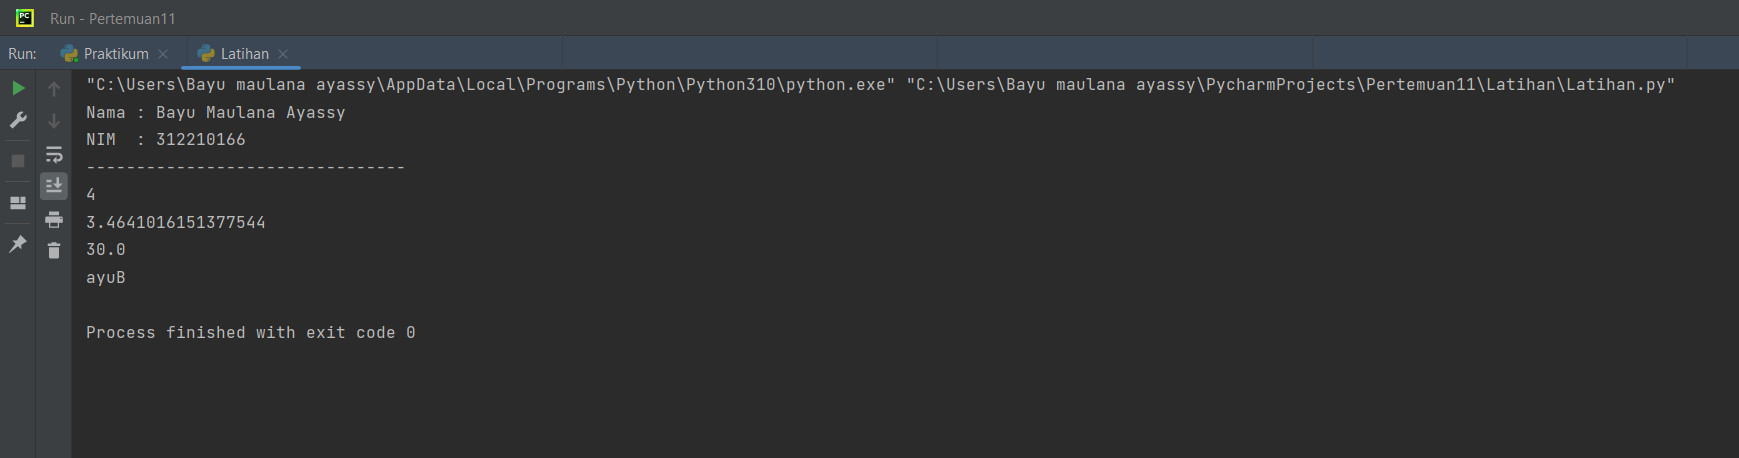 PC
Run - Pertemuan11
Run: Praktikum Latihan
"C:\Users\Bayu maulana ayassy\AppData\Local\Programs\Python\Python310\python.exe" "C:\Users\Bayu maulana ayassy\PycharmProjects\Pertemuan11\Latihan\Latihan.py"
Nama : Bayu Maulana Ayassy
NIM  : 312210166
--------------------------------
4
3.4641016151377544
30.0
ayuB
Process finished with exit code 0